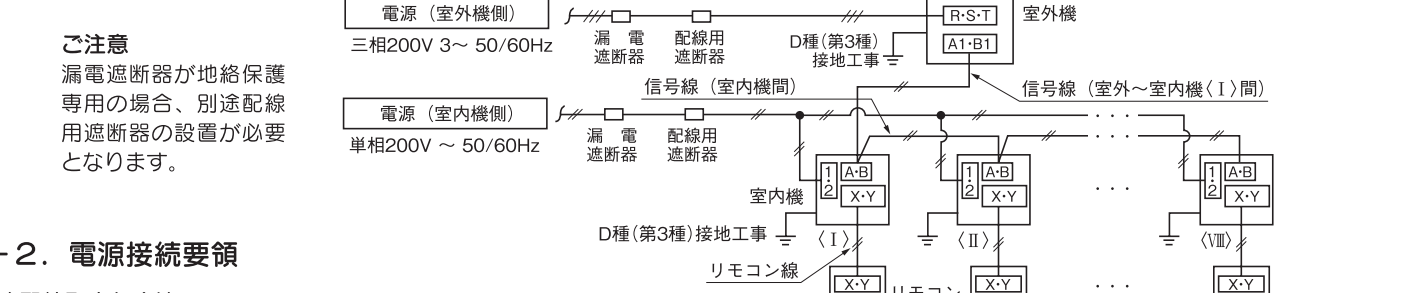 ご注意
漏電遮断器が地絡保護
専用の場合、別途配線
用遮断器の設置が必要
となります。
-2．電源接続要領
電源（室外機側）
三相200V 3～ 50/60Hz
漏 電
遮断器
配線用
遮断器
D種（第3種）
接地工事
R･S･T
A1･B1
室外機
信号線（室内機間）
信号線（室外～室内機〈Ⅰ〉間）
電源（室内機側）
単相200V ～ 50/60Hz
漏 電
遮断器
配線用
遮断器
1･2
A･B
X･Y
1･2
A･B
X･Y
1･2
A･B
X･Y
室内機
D種（第3種）接地工事
〈Ⅰ〉
〈Ⅱ〉
〈Ⅷ〉
リモコン線
X･Y
リモコン
X･Y
X･Y